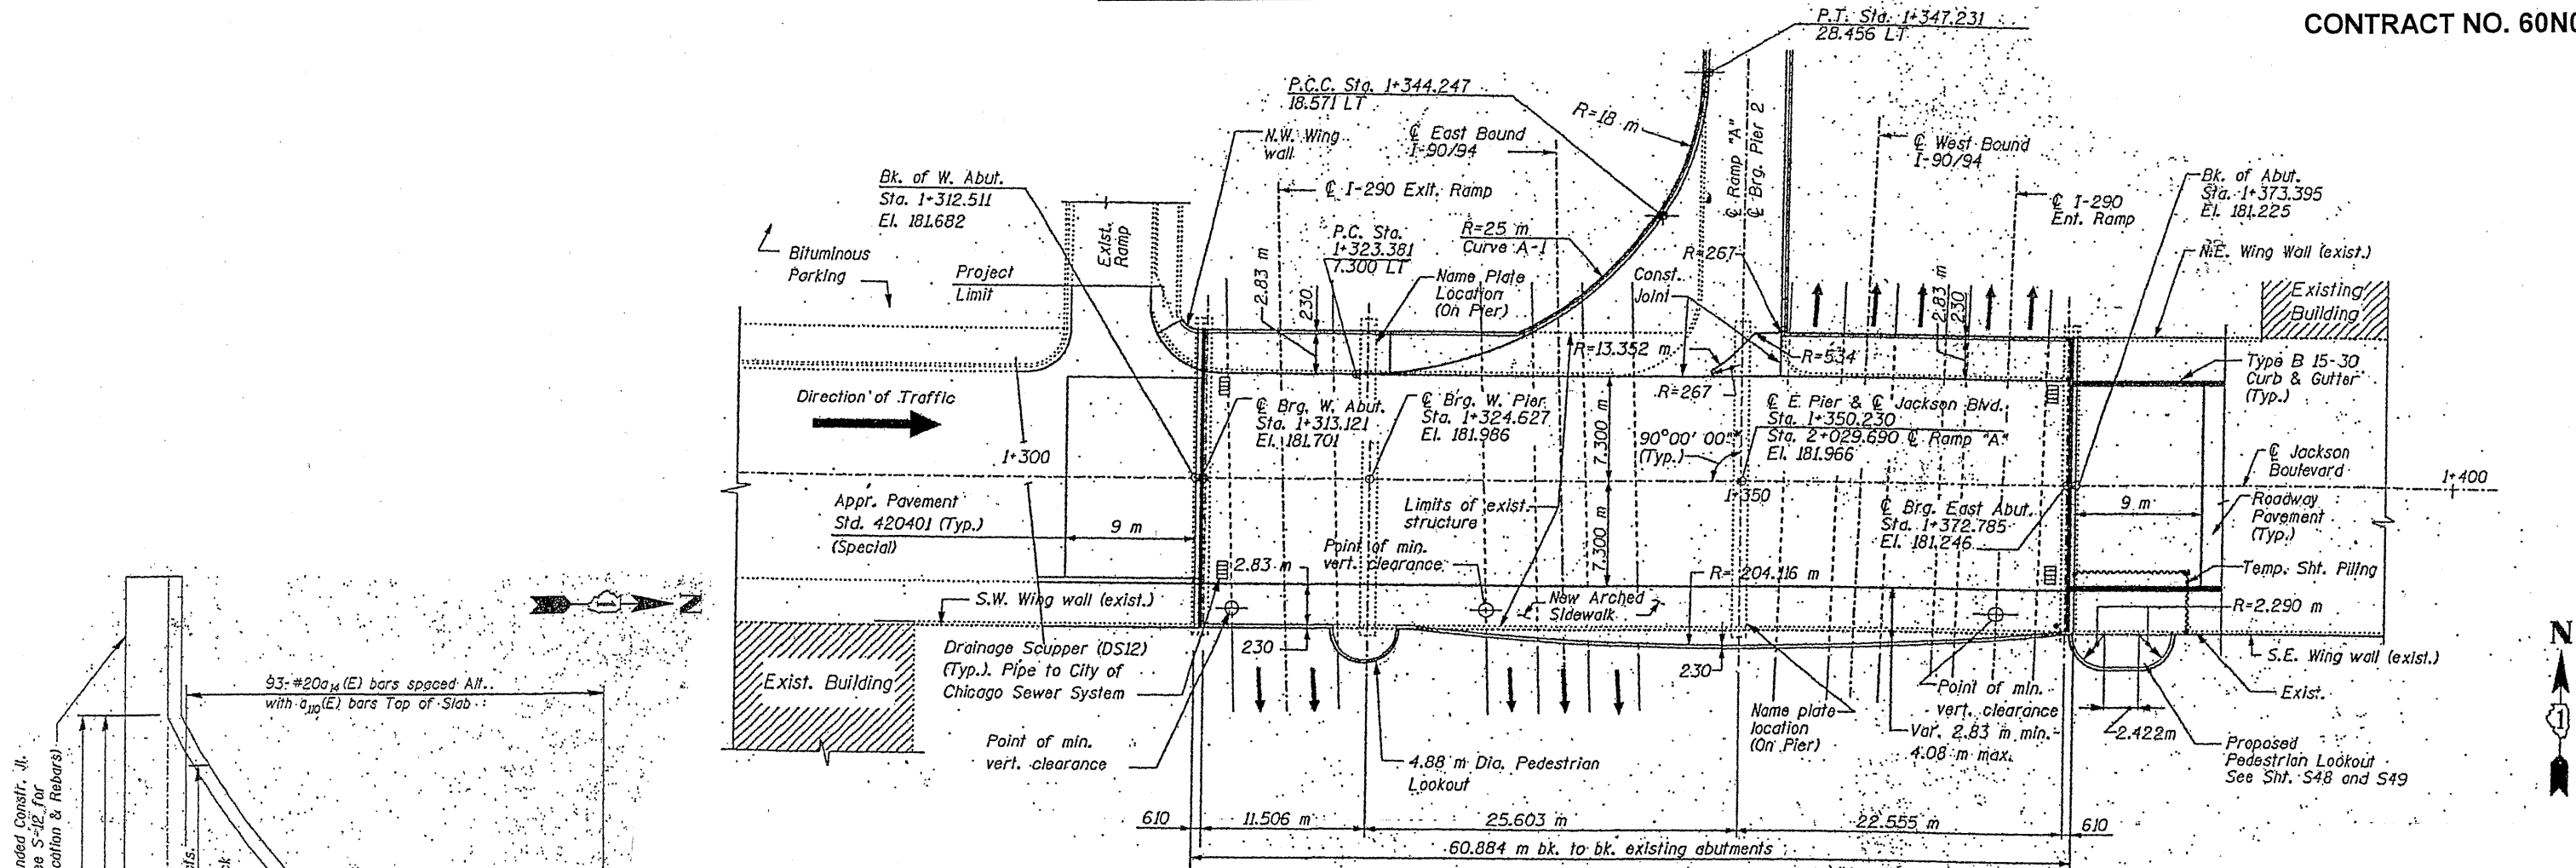 CONTRACT NO. 60N0
P.T. Sta. 1+347.231
28.456 LT
P.C.C. Sta. 1+344.247
18.571 LT
R=18 m
℄ Ramp "A"
℄ Brg. Pier 2
N.W. Wing
wall
℄ East Bound
I-90/94
℄ West Bound
I-90/94
Bk. of W. Abut.
Sta. 1+312.511
El. 181.682
℄ I-290 Exit. Ramp
Bk. of Abut.
Sta. 1+373.395
El. 181.225
℄ I-290
Ent. Ramp
P.C. Sta.
1+323.381
7.300 LT
R=25 m
Curve A-1
R=267
N.E. Wing Wall (exist.)
Bituminous
Parking
Exist.
Ramp
Project
Limit
2.83 m
230
Name Plate
Location
(On Pier)
Const.
Joint
2.83 m
230
Existing
Building
R=13.352 m
R=534
Type B 15-30
Curb & Gutter
(Typ.)
R=267
Direction of Traffic
1+300
℄ Brg. W. Abut.
Sta. 1+313.121
El. 181.701
℄ Brg. W. Pier
Sta. 1+324.627
El. 181.986
7.300 m
90°00' 00"
(Typ.)
℄ E. Pier & ℄ Jackson Blvd.
Sta. 1+350.230
Sta. 2+029.690 ℄ Ramp "A"
El. 181.966
℄ Jackson
Boulevard
1+400
1+350
Appr. Pavement
Std. 420401 (Typ.)
(Special)
9 m
Limits of exist.
structure
7.300 m
℄ Brg. East Abut.
Sta. 1+372.785
El. 181.246
9 m
Roadway
Pavement
(Typ.)
Point of min.
vert. clearance
2.83 m
R= 204.116 m
Temp. Sht. Piling
S.W. Wing wall (exist.)
New Arched
Sidewalk
R=2.290 m
Drainage Scupper (DS12)
(Typ.). Pipe to City of
Chicago Sewer System
230
230
S.E. Wing wall (exist.)
Exist. Building
Exist.
93-#20a14(E) bars spaced Alt.
with a110(E) bars Top of Slab
Name plate
location
(On Pier)
Point of min.
vert. clearance
Var. 2.83 m min.
4.08 m max.
2.422m
Point of min.
vert. clearance
4.88 m Dia. Pedestrian
Lookout
Proposed
Pedestrian Lookout
See Sht. S48 and S49
N
610
11.506 m
25.603 m
22.555 m
610
60.884 m bk. to bk. existing abutments